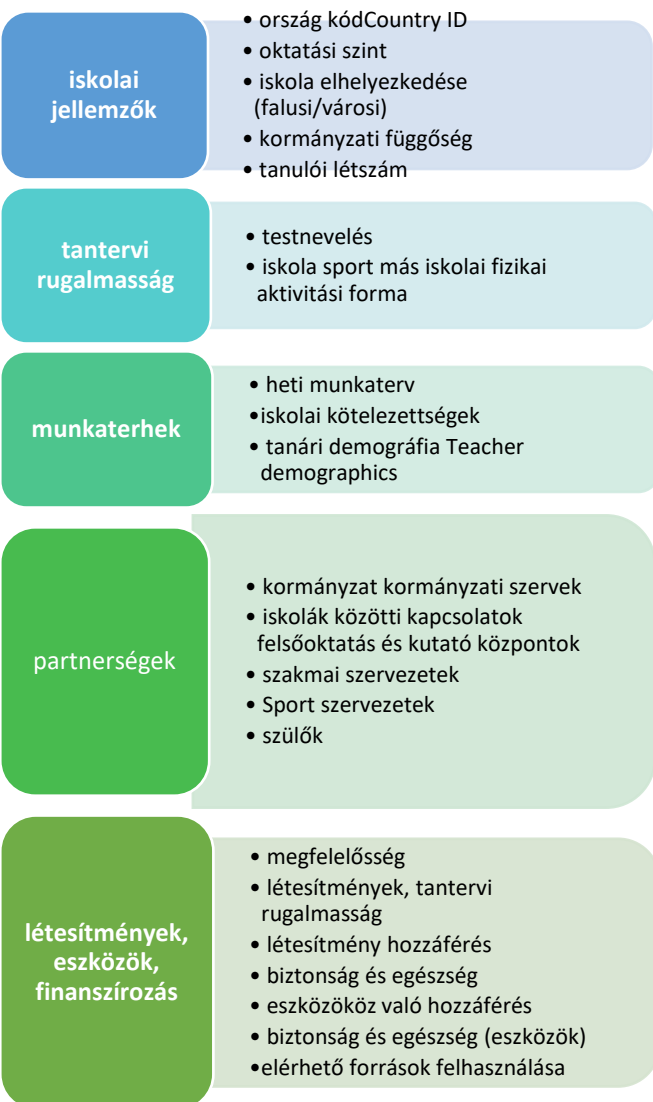 iskolai
jellemzők
• ország kódCountry ID
• oktatási szint
• iskola elhelyezkedése
(falusi/városi)
• kormányzati függőség
• tanulói létszám
tantervi
rugalmasság
• testnevelés
• iskola sport más iskolai fizikai
aktivitási forma
munkaterhek
• heti munkaterv
•iskolai kötelezettségek
• tanári demográfia Teacher
demographics
partnerségek
• kormányzat kormányzati szervek
• iskolák közötti kapcsolatok
felsőoktatás és kutató központok
• szakmai szervezetek
• Sport szervezetek
• szülők
létesítmények,
eszközök,
finanszírozás
• megfelelősség
• létesítmények, tantervi
rugalmasság
• létesítmény hozzáférés
• biztonság és egészség
• eszközököz való hozzáférés
• biztonság és egészség (eszközök)
•elérhető források felhasználása